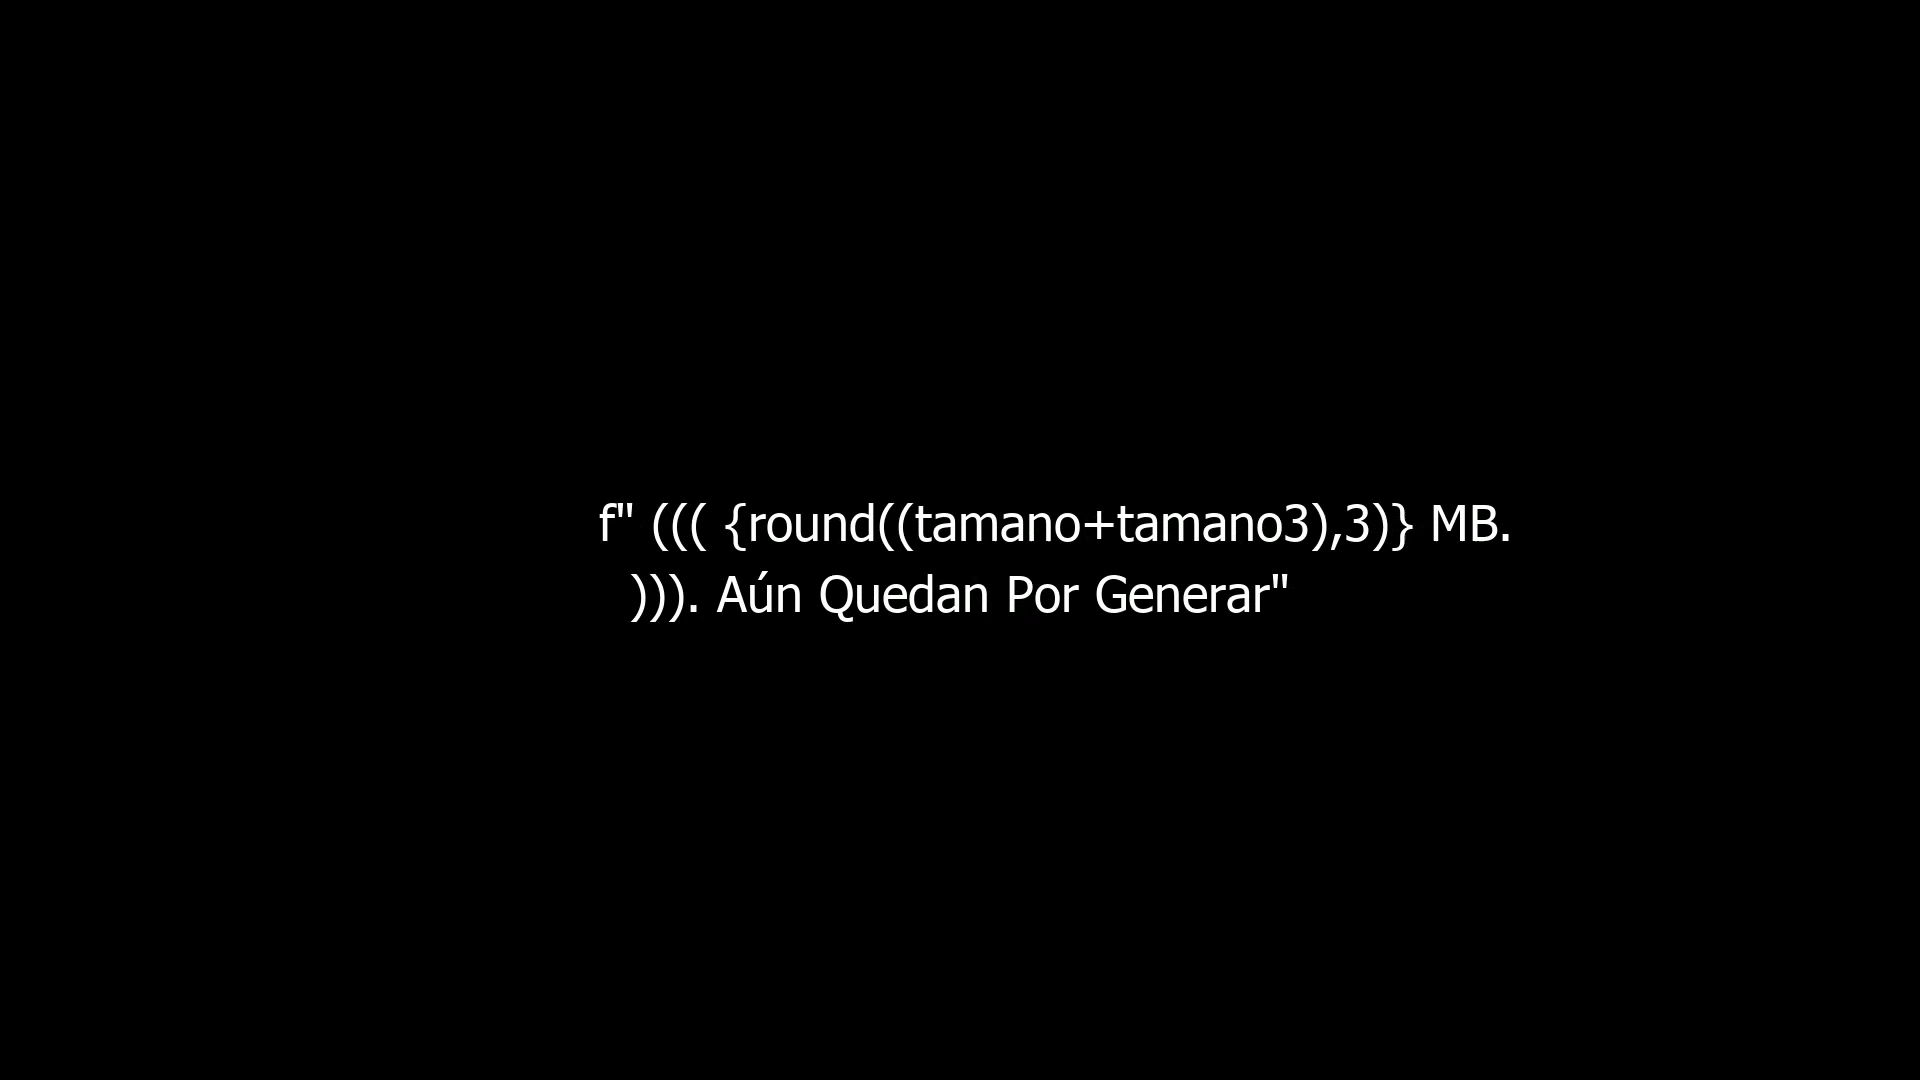 f" ((( {round((tamano+tamano3),3)} MB.
))). Aún Quedan Por Generar"